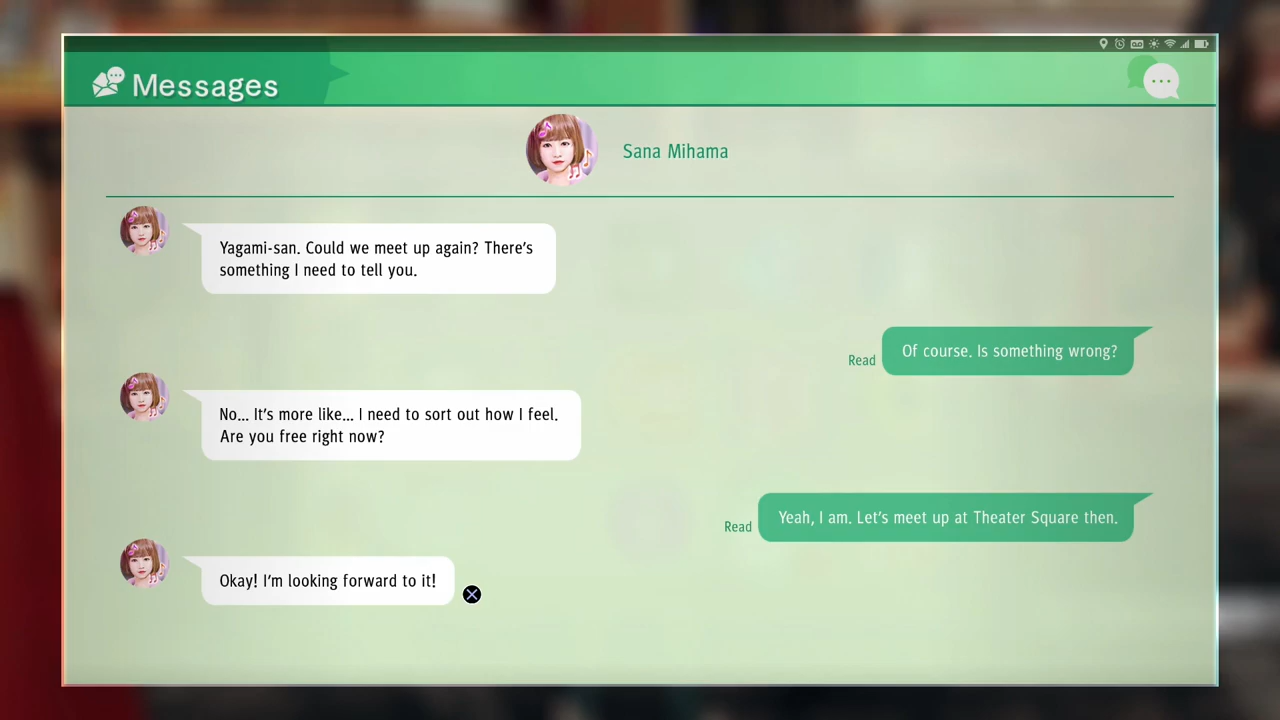 Messages
Sana Mihama
Yagami-san. Could we meet up again? There's
something I need to tell you.
Of course. Is something wrong?
Read
No... It's more like... I need to sort out how I feel.
Are you free right now?
Yeah, I am. Let's meet up at Theater Square then.
Read
Okay! I'm looking forward to it!